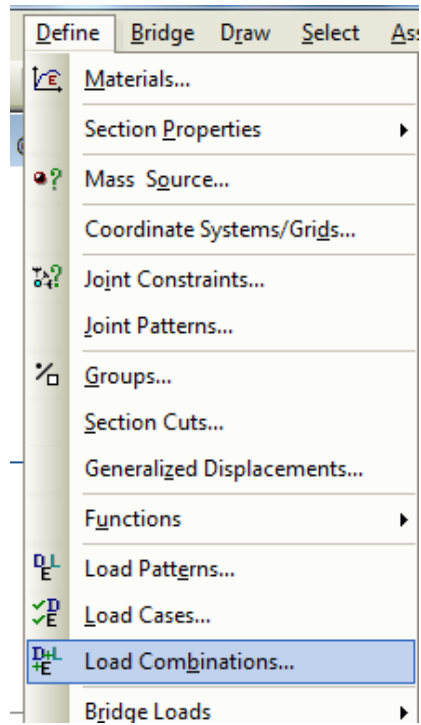 Define Bridge Draw Select Ass
Materials...
Section Properties
Mass Source...
Coordinate Systems/Grids...
Joint Constraints...
Joint Patterns...
Groups...
Section Cuts...
Generalized Displacements...
Functions
Load Patterns...
Load Cases...
Load Combinations...
Bridge Loads